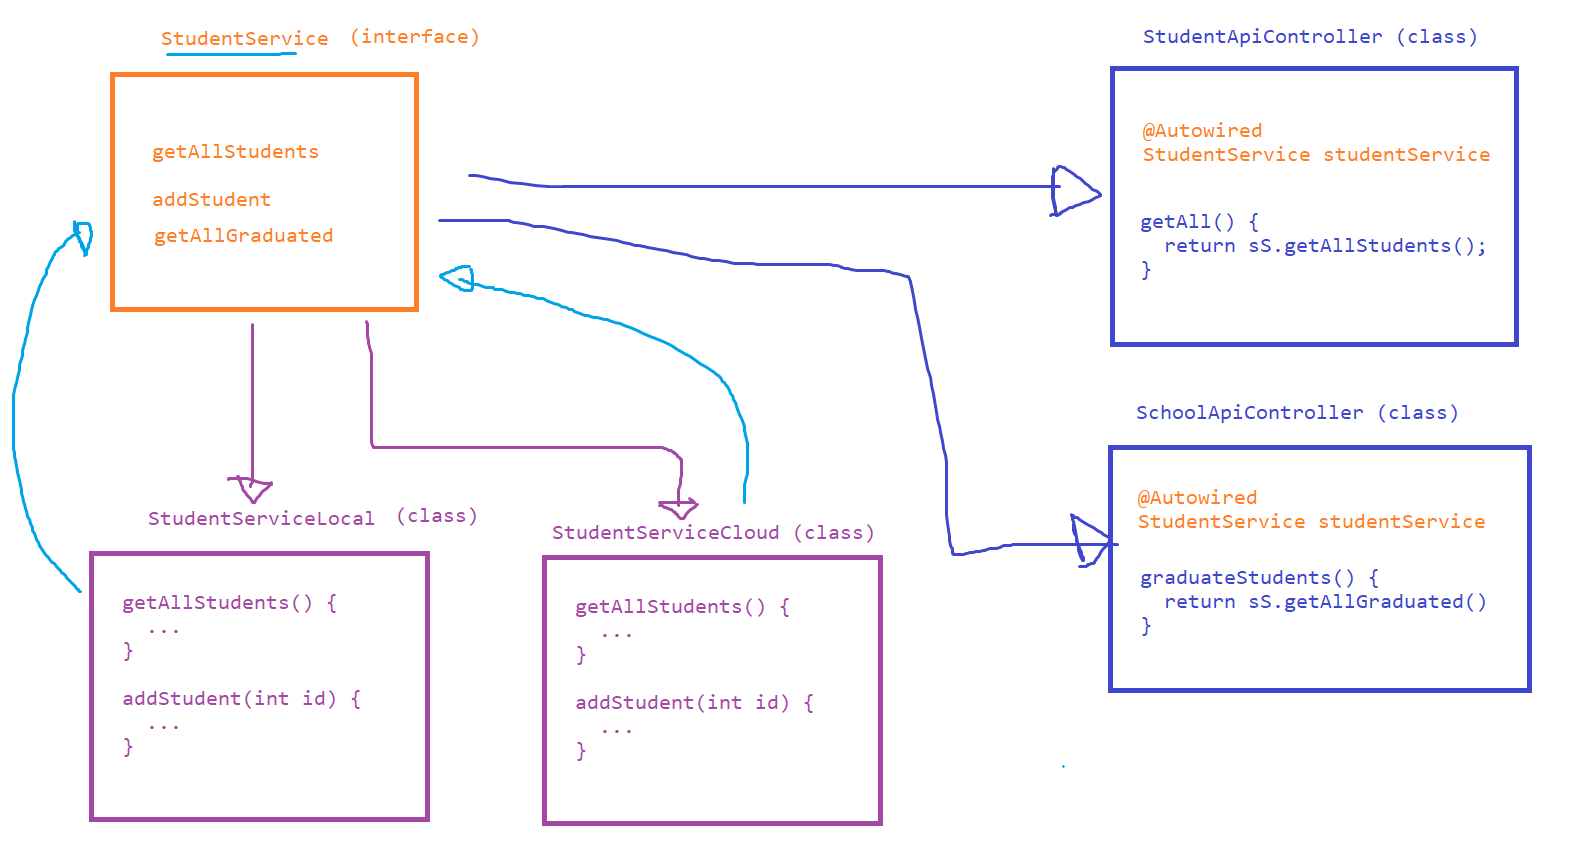 StudentService (interface)
getAllStudents
addStudent
getAllGraduated
StudentApiController (class)
@Autowired
StudentService studentService
getAll() {
return sS.getAllStudents();
}
SchoolApiController (class)
@Autowired
StudentService studentService
graduateStudents() {
return sS.getAllGraduated()
}
StudentServiceLocal (class)
getAllStudents() {
...
}
addStudent(int id) {
...
}
StudentServiceCloud (class)
getAllStudents() {
...
}
addStudent(int id) {
...
}